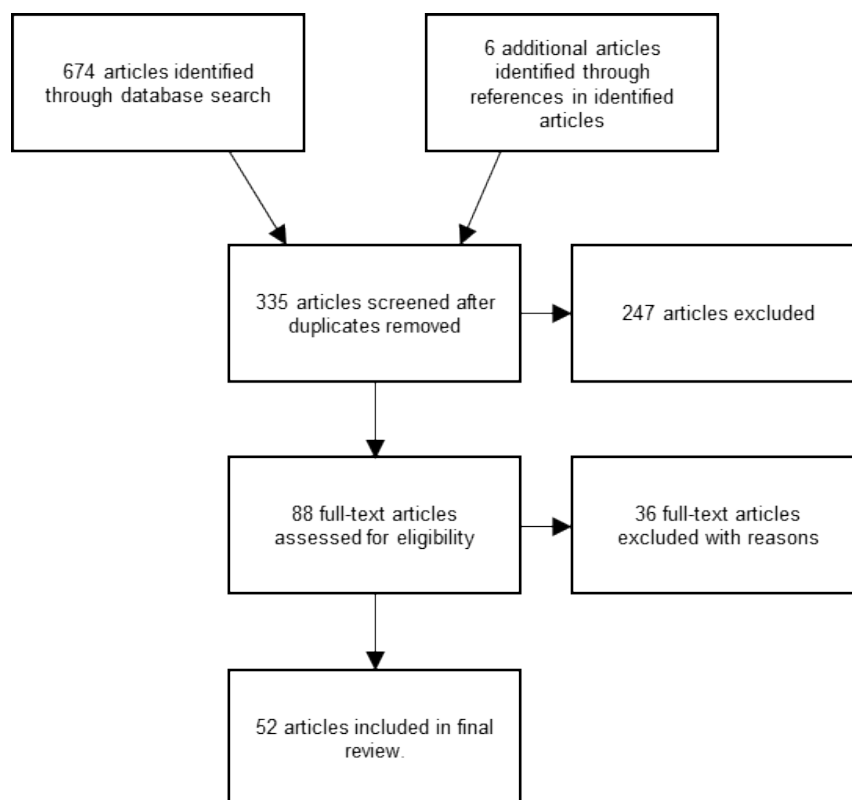 674 articles identified
through database search
6 additional articles
identified through
references in identified
articles
335 articles screened after
duplicates removed
247 articles excluded
88 full-text articles
assessed for eligibility
36 full-text articles
excluded with reasons
52 articles included in final
review.